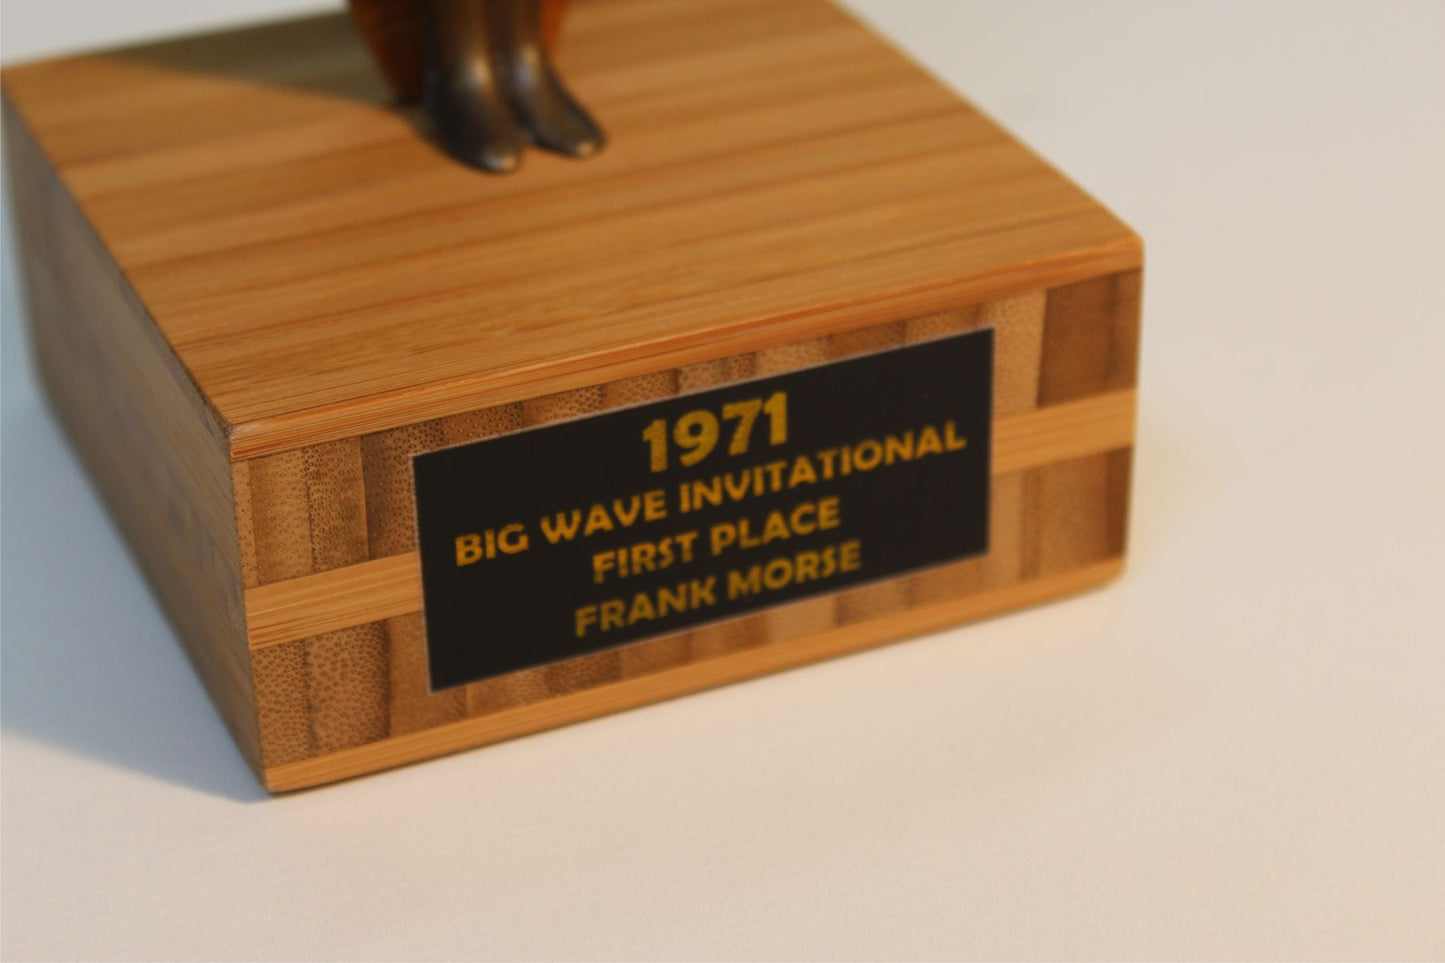 1971
BIG WAVE INVITATIONAL
FIRST PLACE
FRANK MORSE